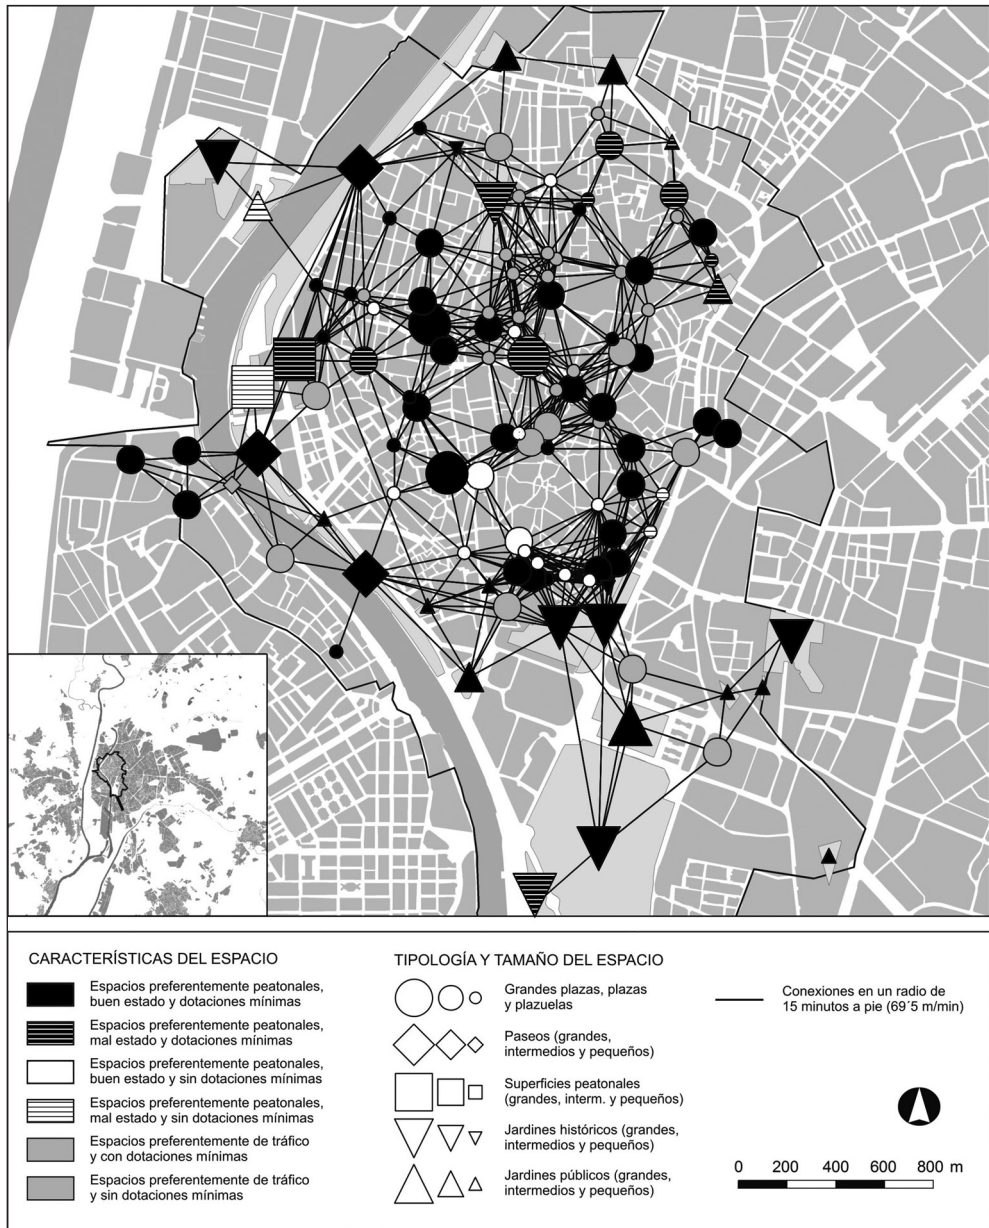 CARACTERÍSTICAS DEL ESPACIO
Espacios preferentemente peatonales,
buen estado y dotaciones mínimas
Espacios preferentemente peatonales,
mal estado y dotaciones mínimas
Espacios preferentemente peatonales,
buen estado y sin dotaciones mínimas
Espacios preferentemente peatonales,
mal estado y sin dotaciones mínimas
Espacios preferentemente de tráfico
y con dotaciones mínimas
Espacios preferentemente de tráfico
y sin dotaciones mínimas
TIPOLOGÍA Y TAMAÑO DEL ESPACIO
Grandes plazas, plazas
y plazuelas
Paseos (grandes,
intermedios y pequeños)
Superficies peatonales
(grandes, interm. y pequeños)
Jardines históricos (grandes,
intermedios y pequeños)
Jardines públicos (grandes,
intermedios y pequeños)
Conexiones en un radio de
15 minutos a pie (69´5 m/min)
0 200 400 600 800 m